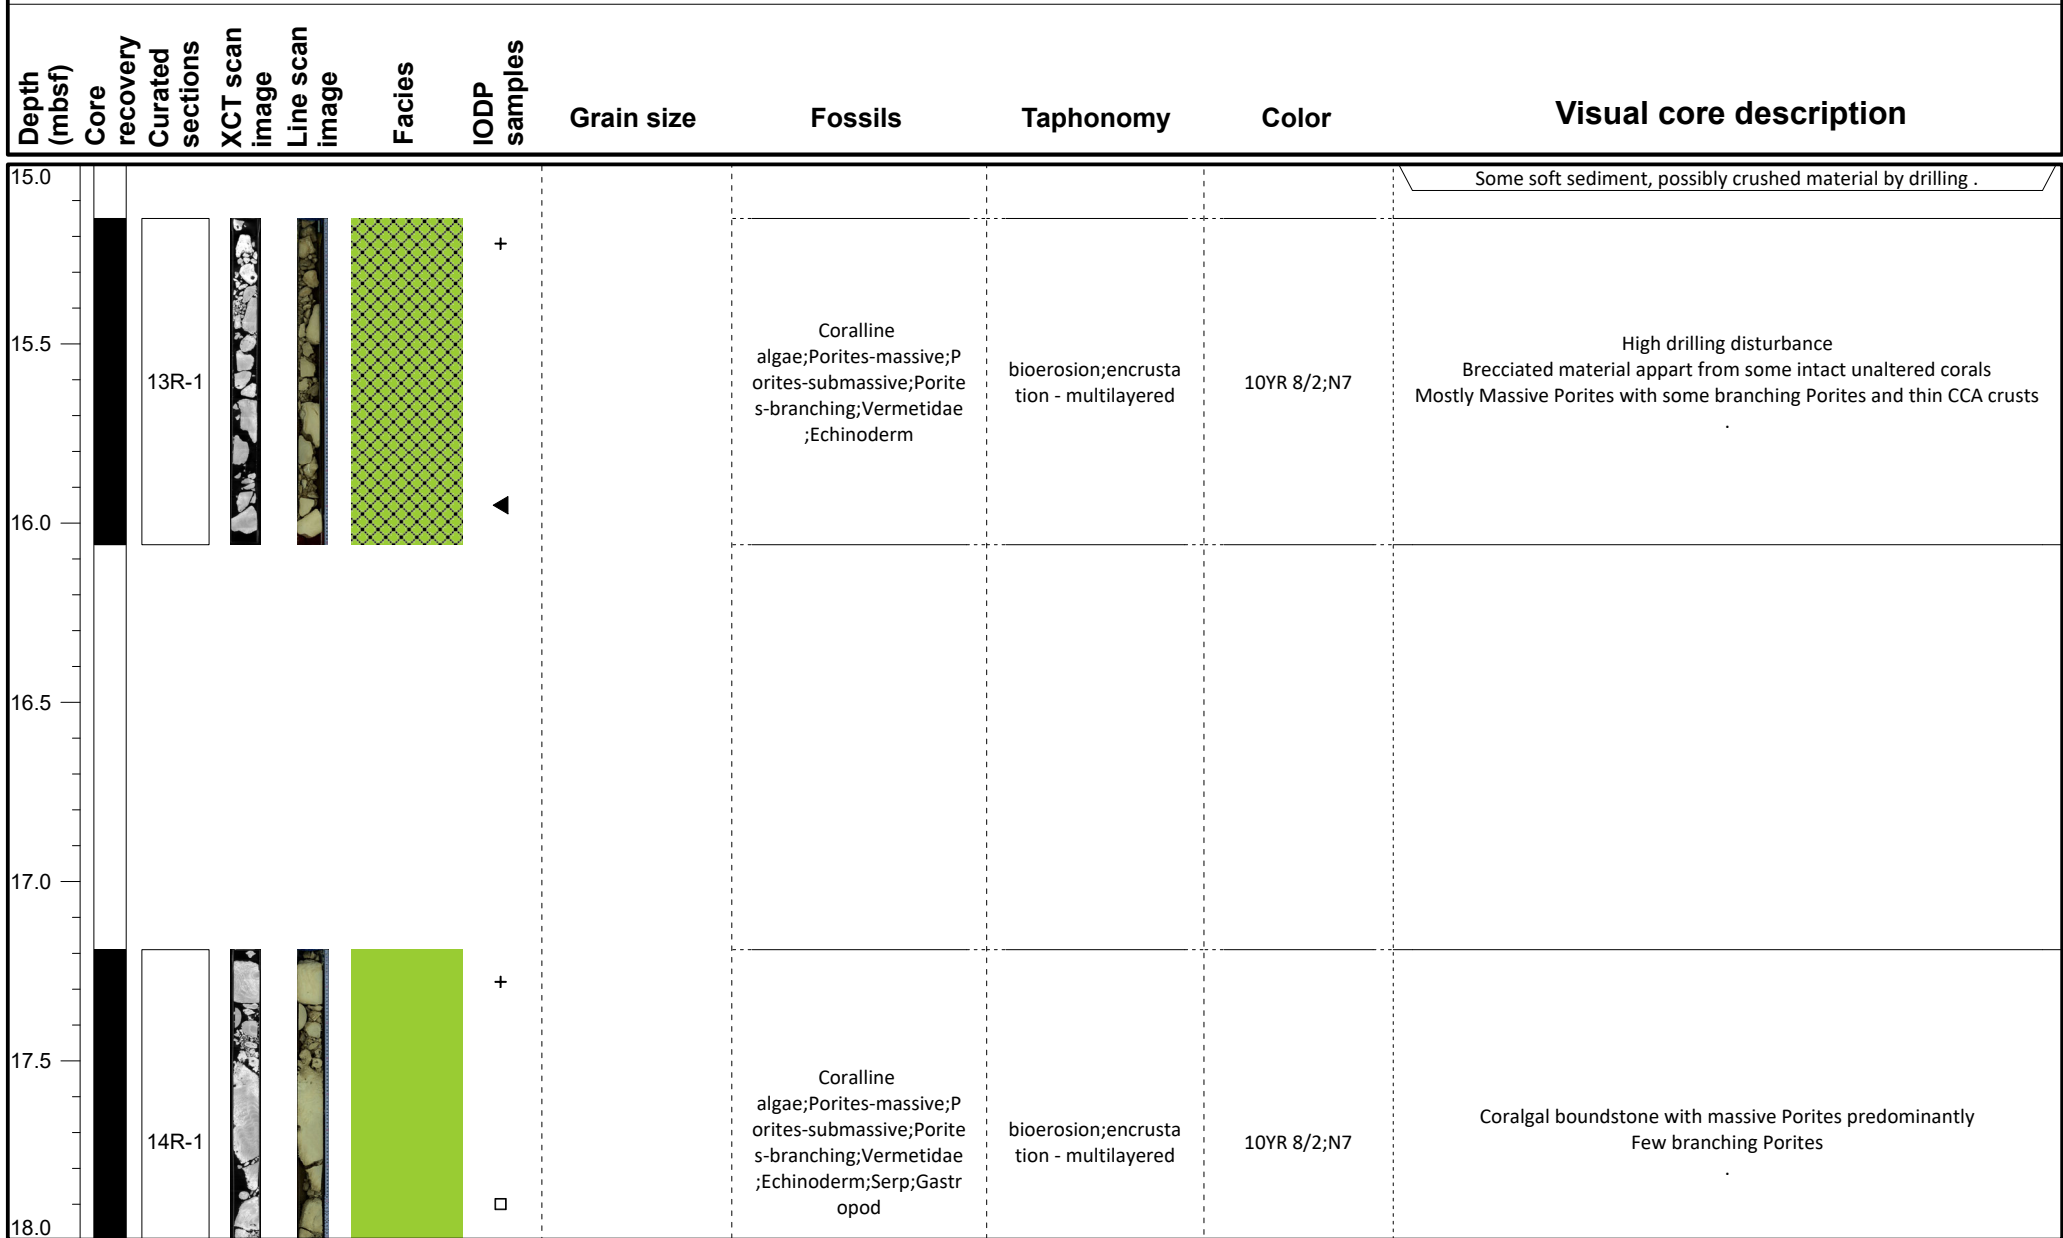 Depth
(mbsf)
Core
recovery
Curated
sections
XCT scan
image
Line scan
image
Facies
IODP
samples
Grain size
Fossils
Taphonomy
Color
Visual core description
15.0
Some soft sediment, possibly crushed material by drilling .
15.5
13R-1
+
Coralline
algae;Porites-massive;P
orites-submassive;Porite
s-branching;Vermetidae
;Echinoderm
bioerosion;encrusta
tion - multilayered
10YR 8/2;N7
High drilling disturbance
Brecciated material appart from some intact unaltered corals
Mostly Massive Porites with some branching Porites and thin CCA crusts
.
16.0
16.5
17.0
17.5
14R-1
+
Coralline
algae;Porites-massive;P
orites-submassive;Porite
s-branching;Vermetidae
;Echinoderm;Serp;Gastr
opod
bioerosion;encrusta
tion - multilayered
10YR 8/2;N7
Coralgal boundstone with massive Porites predominantly
Few branching Porites
.
18.0